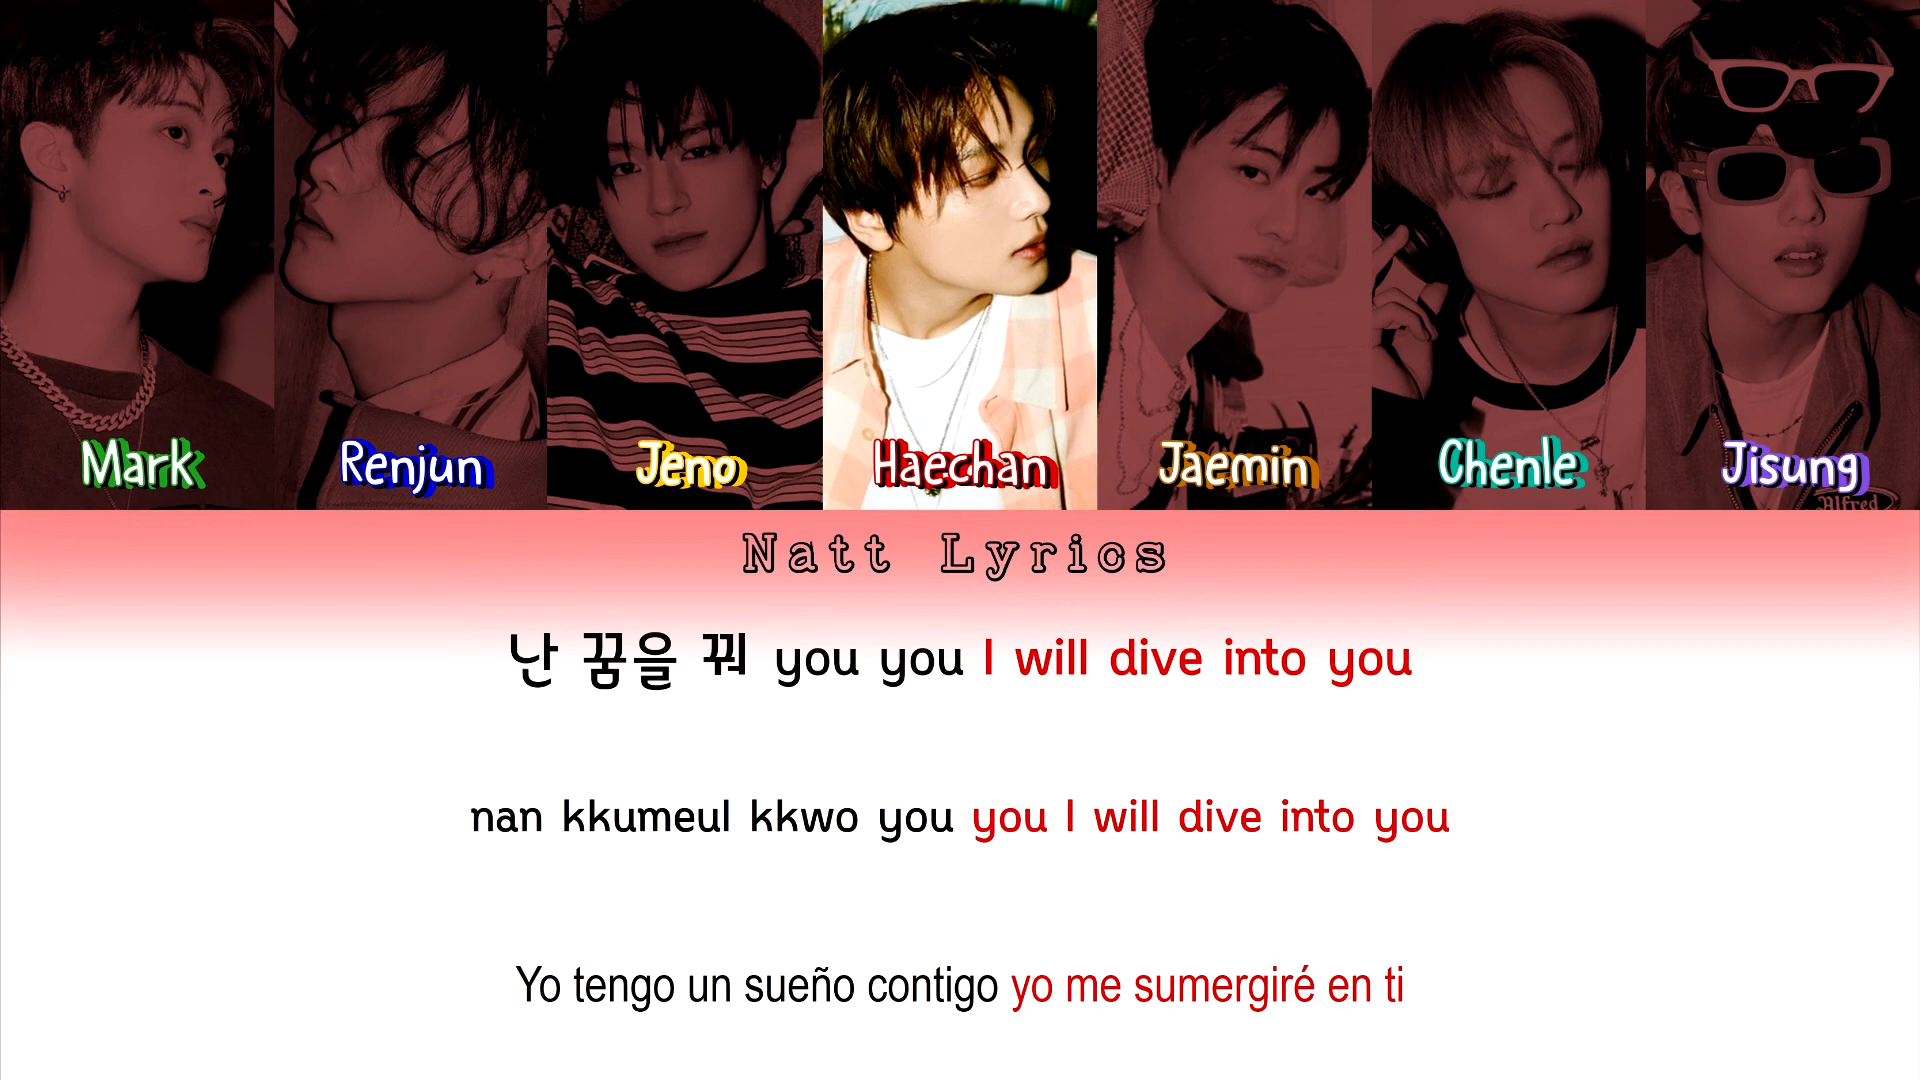 Mark Renjun Jeno Haechan Jaemin Chenle Jisung
Alfred
Natt Lyrics
난 꿈을 꿔 you you I will dive into you
nan kkumeul kkwo you you I will dive into you
Yo tengo un sueño contigo yo me sumergiré en ti